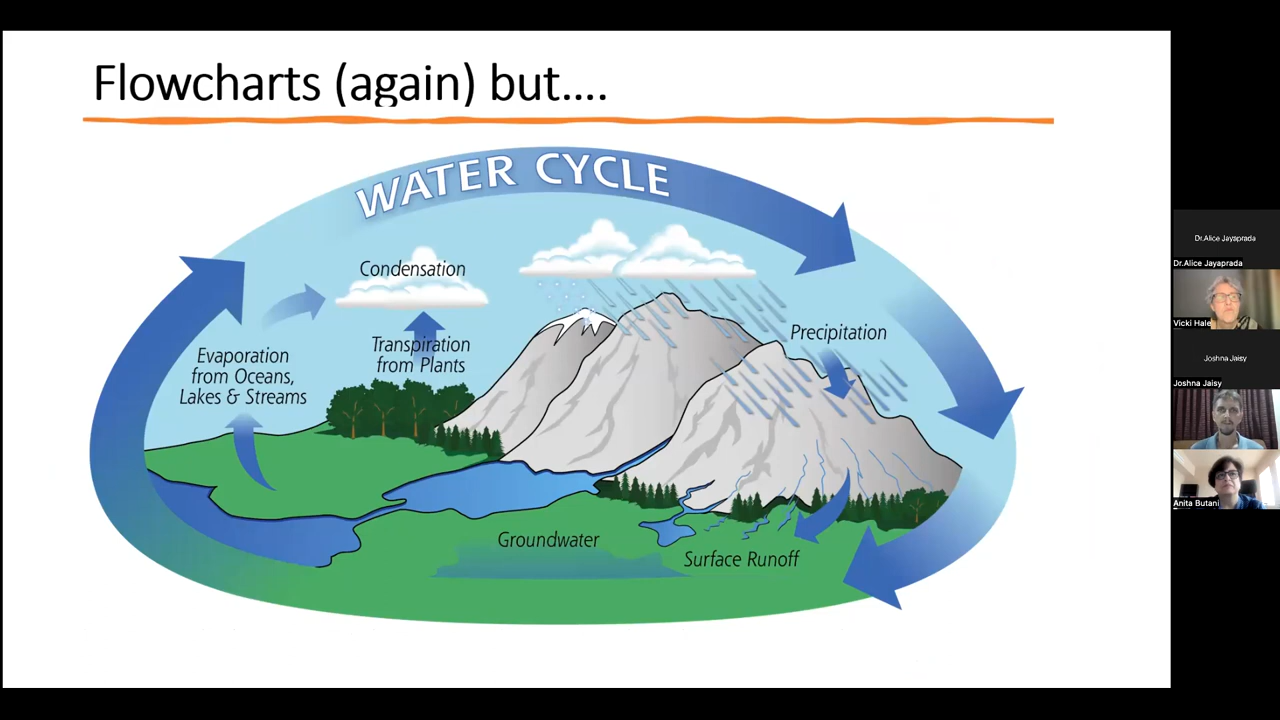 Flowcharts (again) but....
WATER CYCLE
Condensation
Transpiration
from Plants
Evaporation
from Oceans,
Lakes & Streams
Precipitation
Groundwater
Surface Runoff
Dr.Alice Jayaprada
Dr.Alice Jayaprada
Vicki Hale
Joshna Jaisy
Joshna Jaisy
Anita Butani